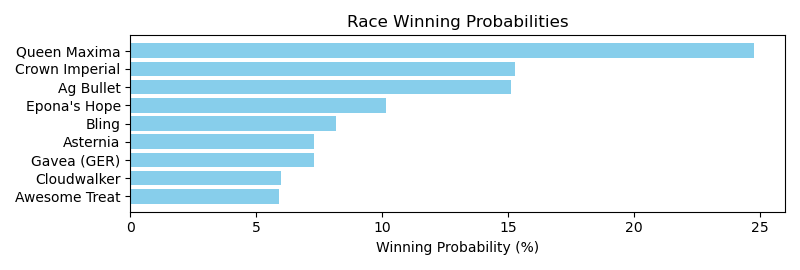 Race Winning Probabilities
Queen Maxima
Crown Imperial
Ag Bullet
Epona's Hope
Bling
Asternia
Gavea (GER)
Cloudwalker
Awesome Treat
0 5 10 15 20 25
Winning Probability (%)